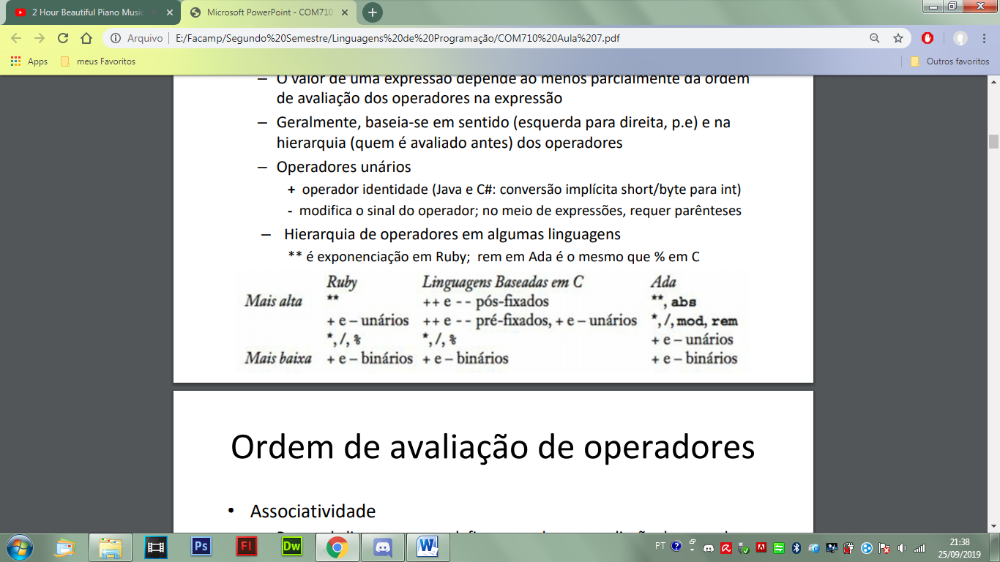 2 Hour Beautiful Piano Music
Microsoft PowerPoint - COM710
Arquivo
E:/Facamp/Segundo%20Semestre/Linguagens%20de%20Programação/COM710%20Aula%207.pdf
Apps
meus Favoritos
Outros favoritos
– O valor de uma expressão depende ao menos parcialmente da ordem
de avaliação dos operadores na expressão
– Geralmente, baseia-se em sentido (esquerda para direita, p.e) e na
hierarquia (quem é avaliado antes) dos operadores
– Operadores unários
+ operador identidade (Java e C#: conversão implícita short/byte para int)
- modifica o sinal do operador; no meio de expressões, requer parênteses
– Hierarquia de operadores em algumas linguagens
** é exponenciação em Ruby; rem em Ada é o mesmo que % em C
Ruby Linguagens Baseadas em C Ada
Mais alta ** ++ e - - pós-fixados **, abs
+ e – unários ++ e - - pré-fixados, + e – unários *, /, mod, rem
*, /, % *, /, % + e – unários
Mais baixa + e – binários + e – binários + e – binários
Ordem de avaliação de operadores
• Associatividade
Ps
Fl
Dw
W
PT
21:38
25/09/2019